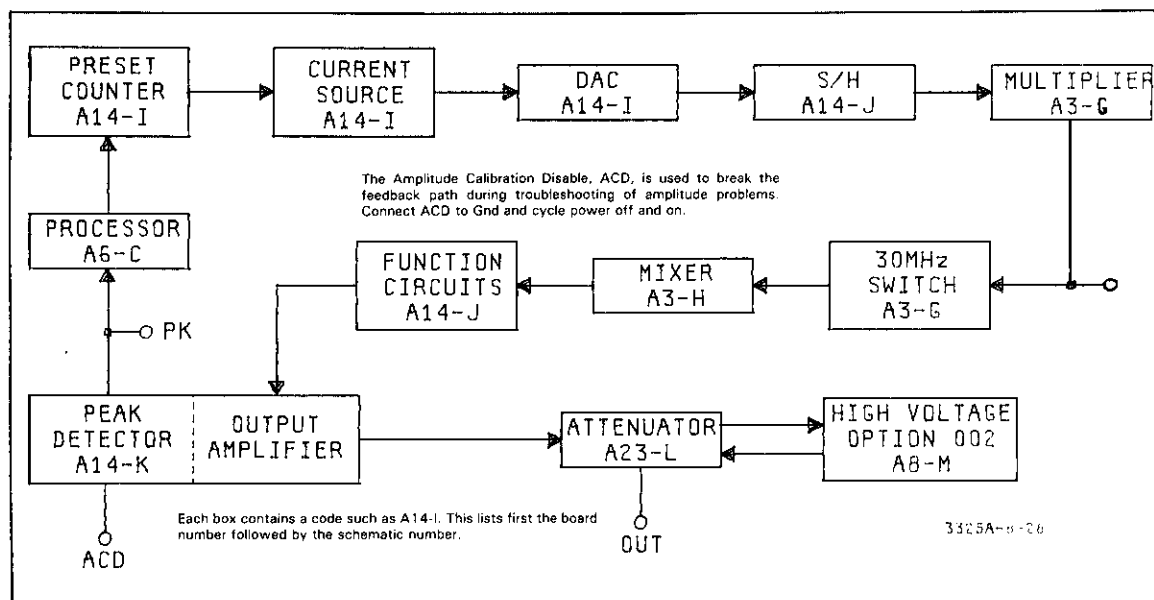 PRESET
COUNTER
A14-I
CURRENT
SOURCE
A14-I
DAC
A14-I
S/H
A14-J
MULTIPLIER
A3-G
The Amplitude Calibration Disable, ACD, is used to break the
feedback path during troubleshooting of amplitude problems.
Connect ACD to Gnd and cycle power off and on.
PROCESSOR
A6-C
FUNCTION
CIRCUITS
A14-J
MIXER
A3-H
30MHz
SWITCH
A3-G
PK
PEAK
DETECTOR
A14-K
OUTPUT
AMPLIFIER
ATTENUATOR
A23-L
HIGH VOLTAGE
OPTION 002
A8-M
Each box contains a code such as A14-I. This lists first the board
number followed by the schematic number.
ACD
OUT